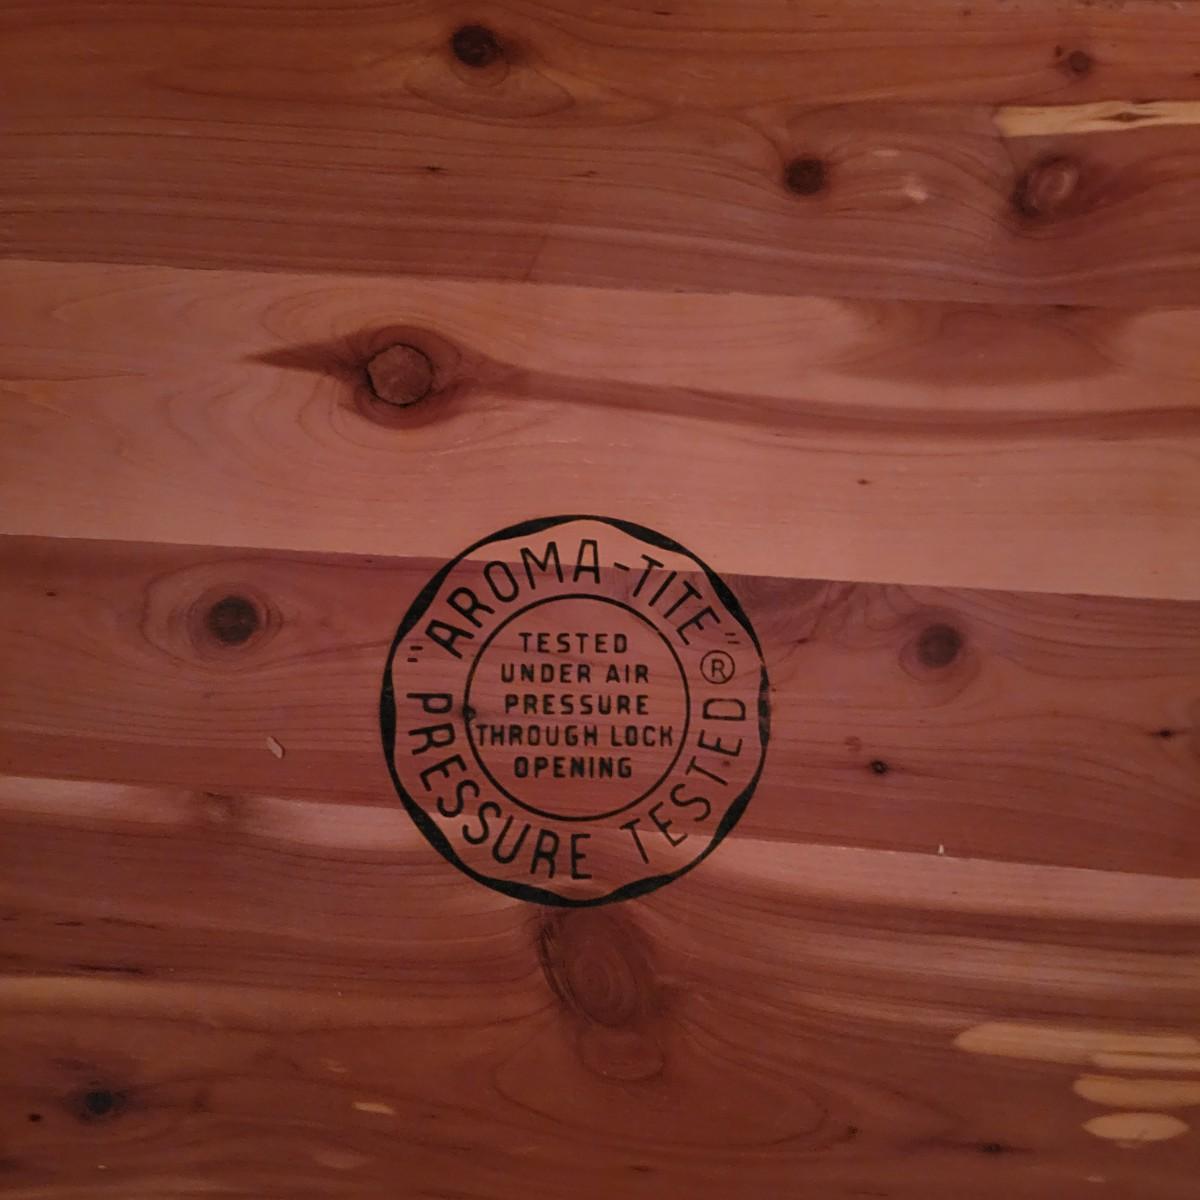 "AROMA-TITE"®
TESTED
UNDER AIR
PRESSURE
THROUGH LOCK
OPENING
PRESSURE TESTED